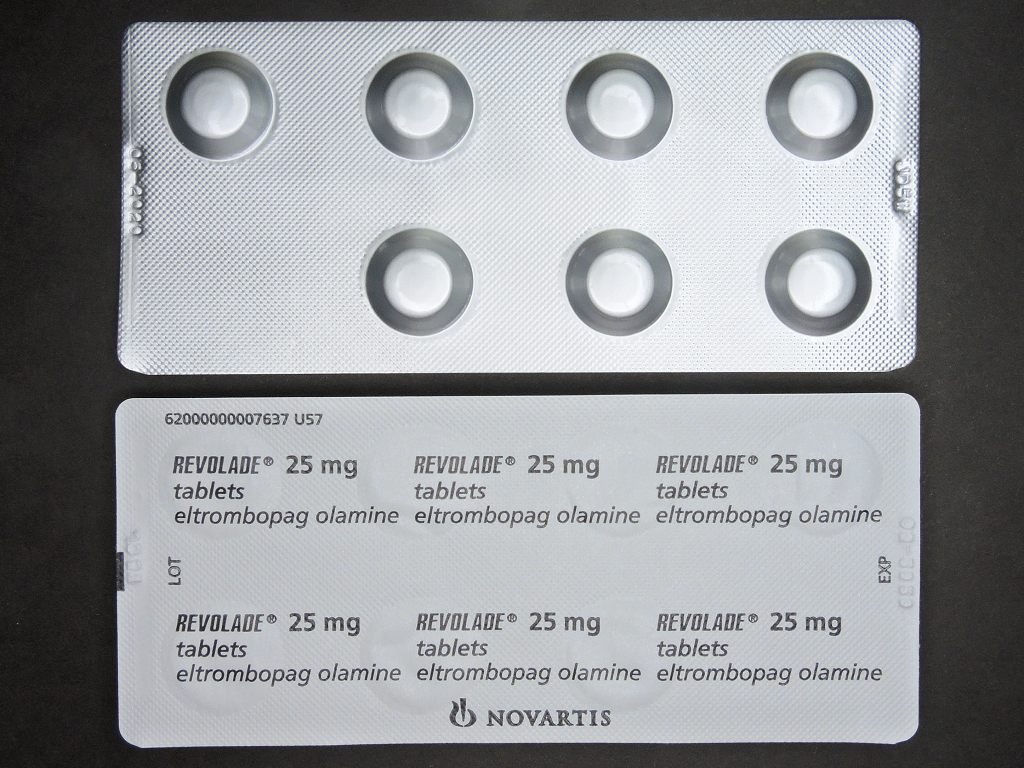 05-2020
62000000007637 U57
REVOLADE® 25 mg REVOLADE® 25 mg REVOLADE® 25 mg
tablets tablets tablets
eltrombopag olamine eltrombopag olamine eltrombopag olamine
LOT
EXP
REVOLADE® 25 mg REVOLADE® 25 mg REVOLADE® 25 mg
tablets tablets tablets
eltrombopag olamine eltrombopag olamine eltrombopag olamine
NOVARTIS